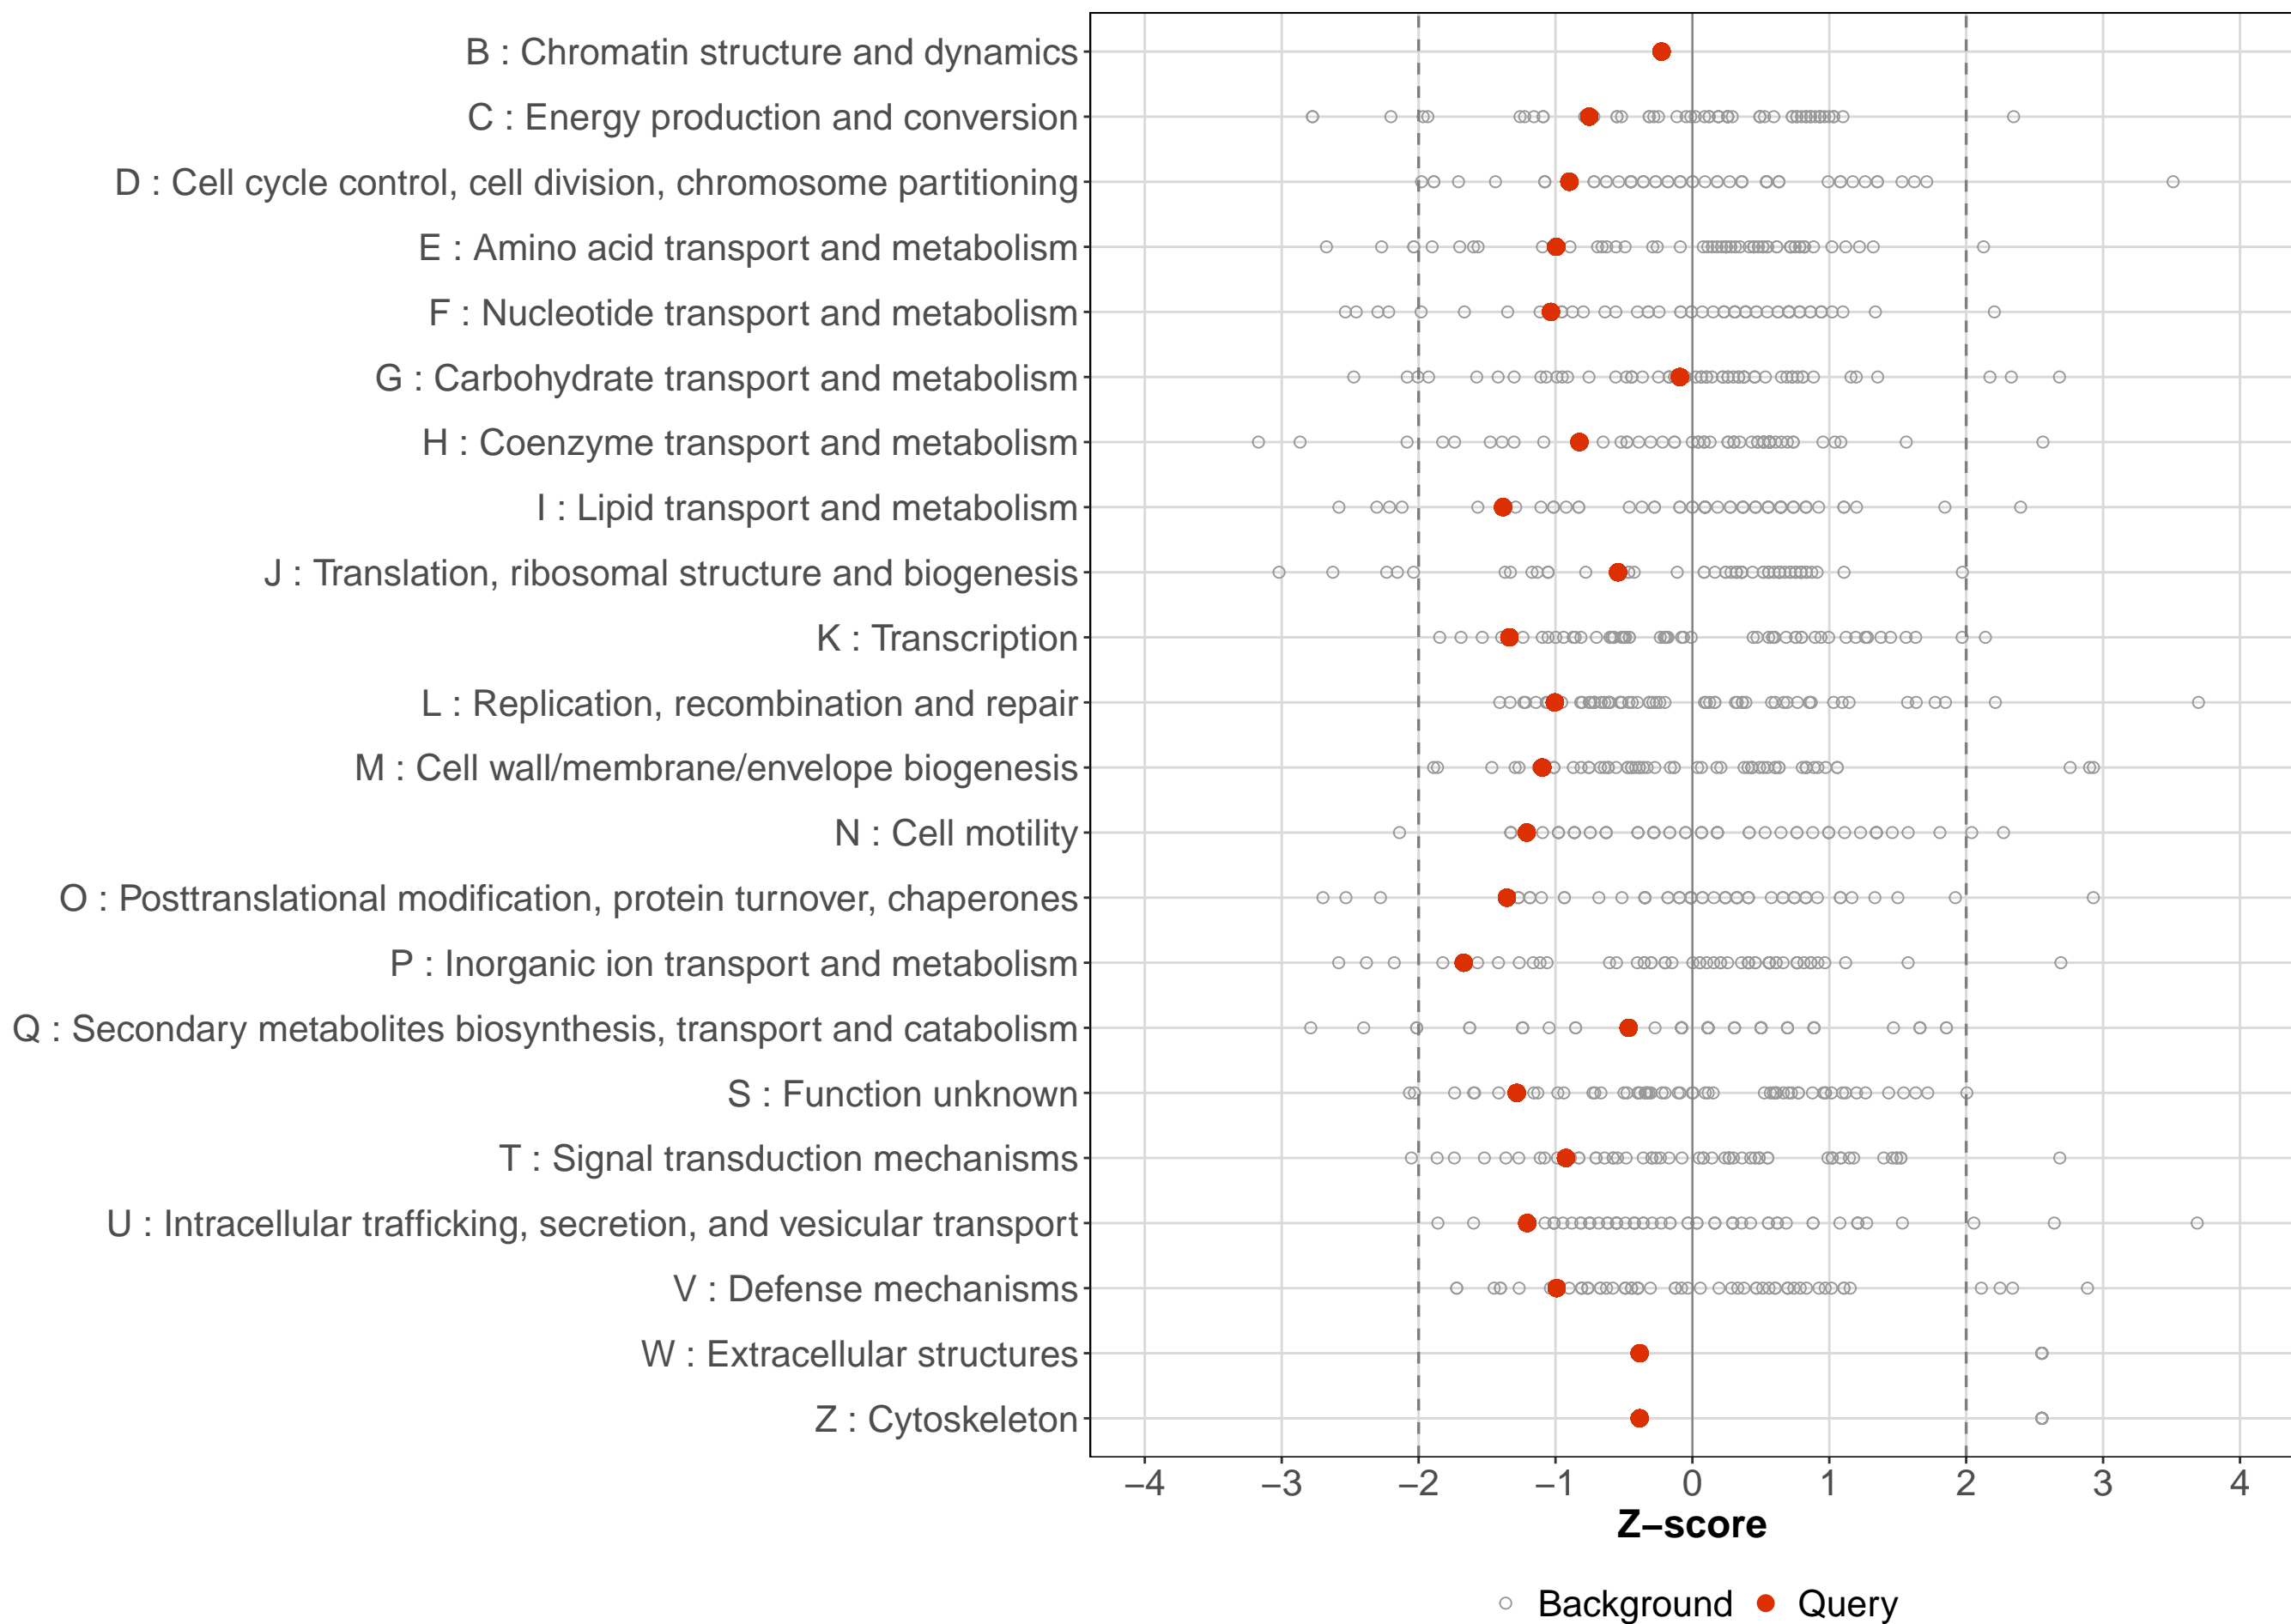 B : Chromatin structure and dynamics
C : Energy production and conversion
D : Cell cycle control, cell division, chromosome partitioning
E : Amino acid transport and metabolism
F : Nucleotide transport and metabolism
G : Carbohydrate transport and metabolism
H : Coenzyme transport and metabolism
I : Lipid transport and metabolism
J : Translation, ribosomal structure and biogenesis
K : Transcription
L : Replication, recombination and repair
M : Cell wall/membrane/envelope biogenesis
N : Cell motility
O : Posttranslational modification, protein turnover, chaperones
P : Inorganic ion transport and metabolism
Q : Secondary metabolites biosynthesis, transport and catabolism
S : Function unknown
T : Signal transduction mechanisms
U : Intracellular trafficking, secretion, and vesicular transport
V : Defense mechanisms
W : Extracellular structures
Z : Cytoskeleton
−4 −3 −2 −1 0 1 2 3 4
Z−score
Background Query